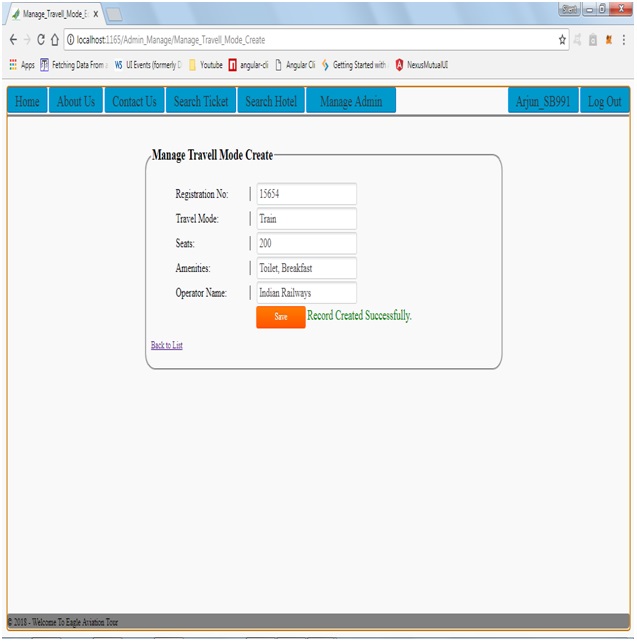 Manage_Travell_Mode_E
localhost:1165/Admin_Manage/Manage_Travell_Mode_Create
Apps Fetching Data From UI Events (formerly D Youtube angular-cli Angular Cli Getting Started with NexusMutualUI
Home About Us Contact Us Search Ticket Search Hotel Manage Admin Arjun_SB991 Log Out
Manage Travell Mode Create
Registration No: 15654
Travel Mode: Train
Seats: 200
Amenities: Toilet, Breakfast
Operator Name: Indian Railways
Save Record Created Successfully.
Back to List
© 2018 - Welcome To Eagle Aviation Tour